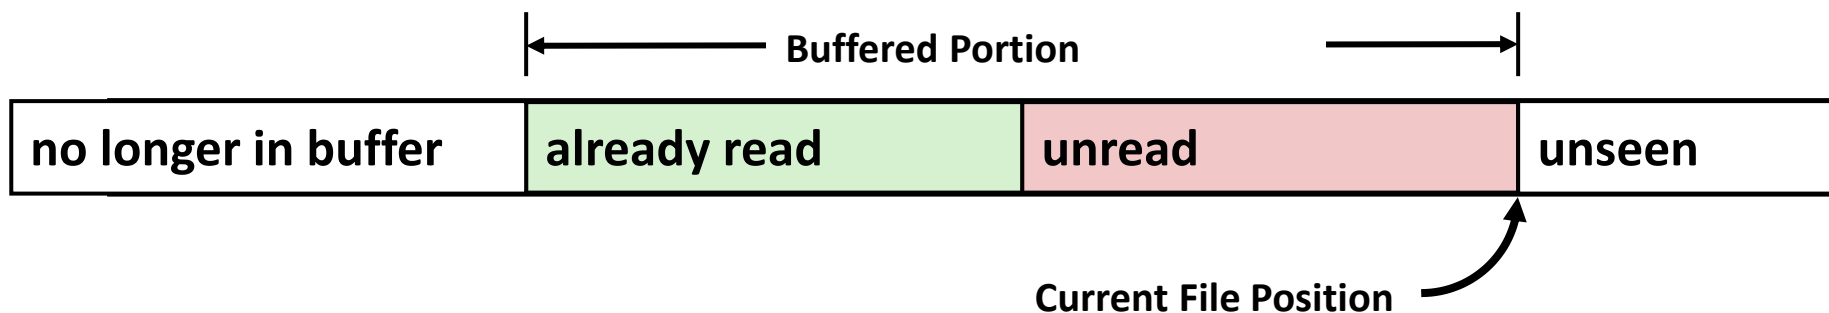 Buffered Portion
no longer in buffer already read unread unseen
Current File Position